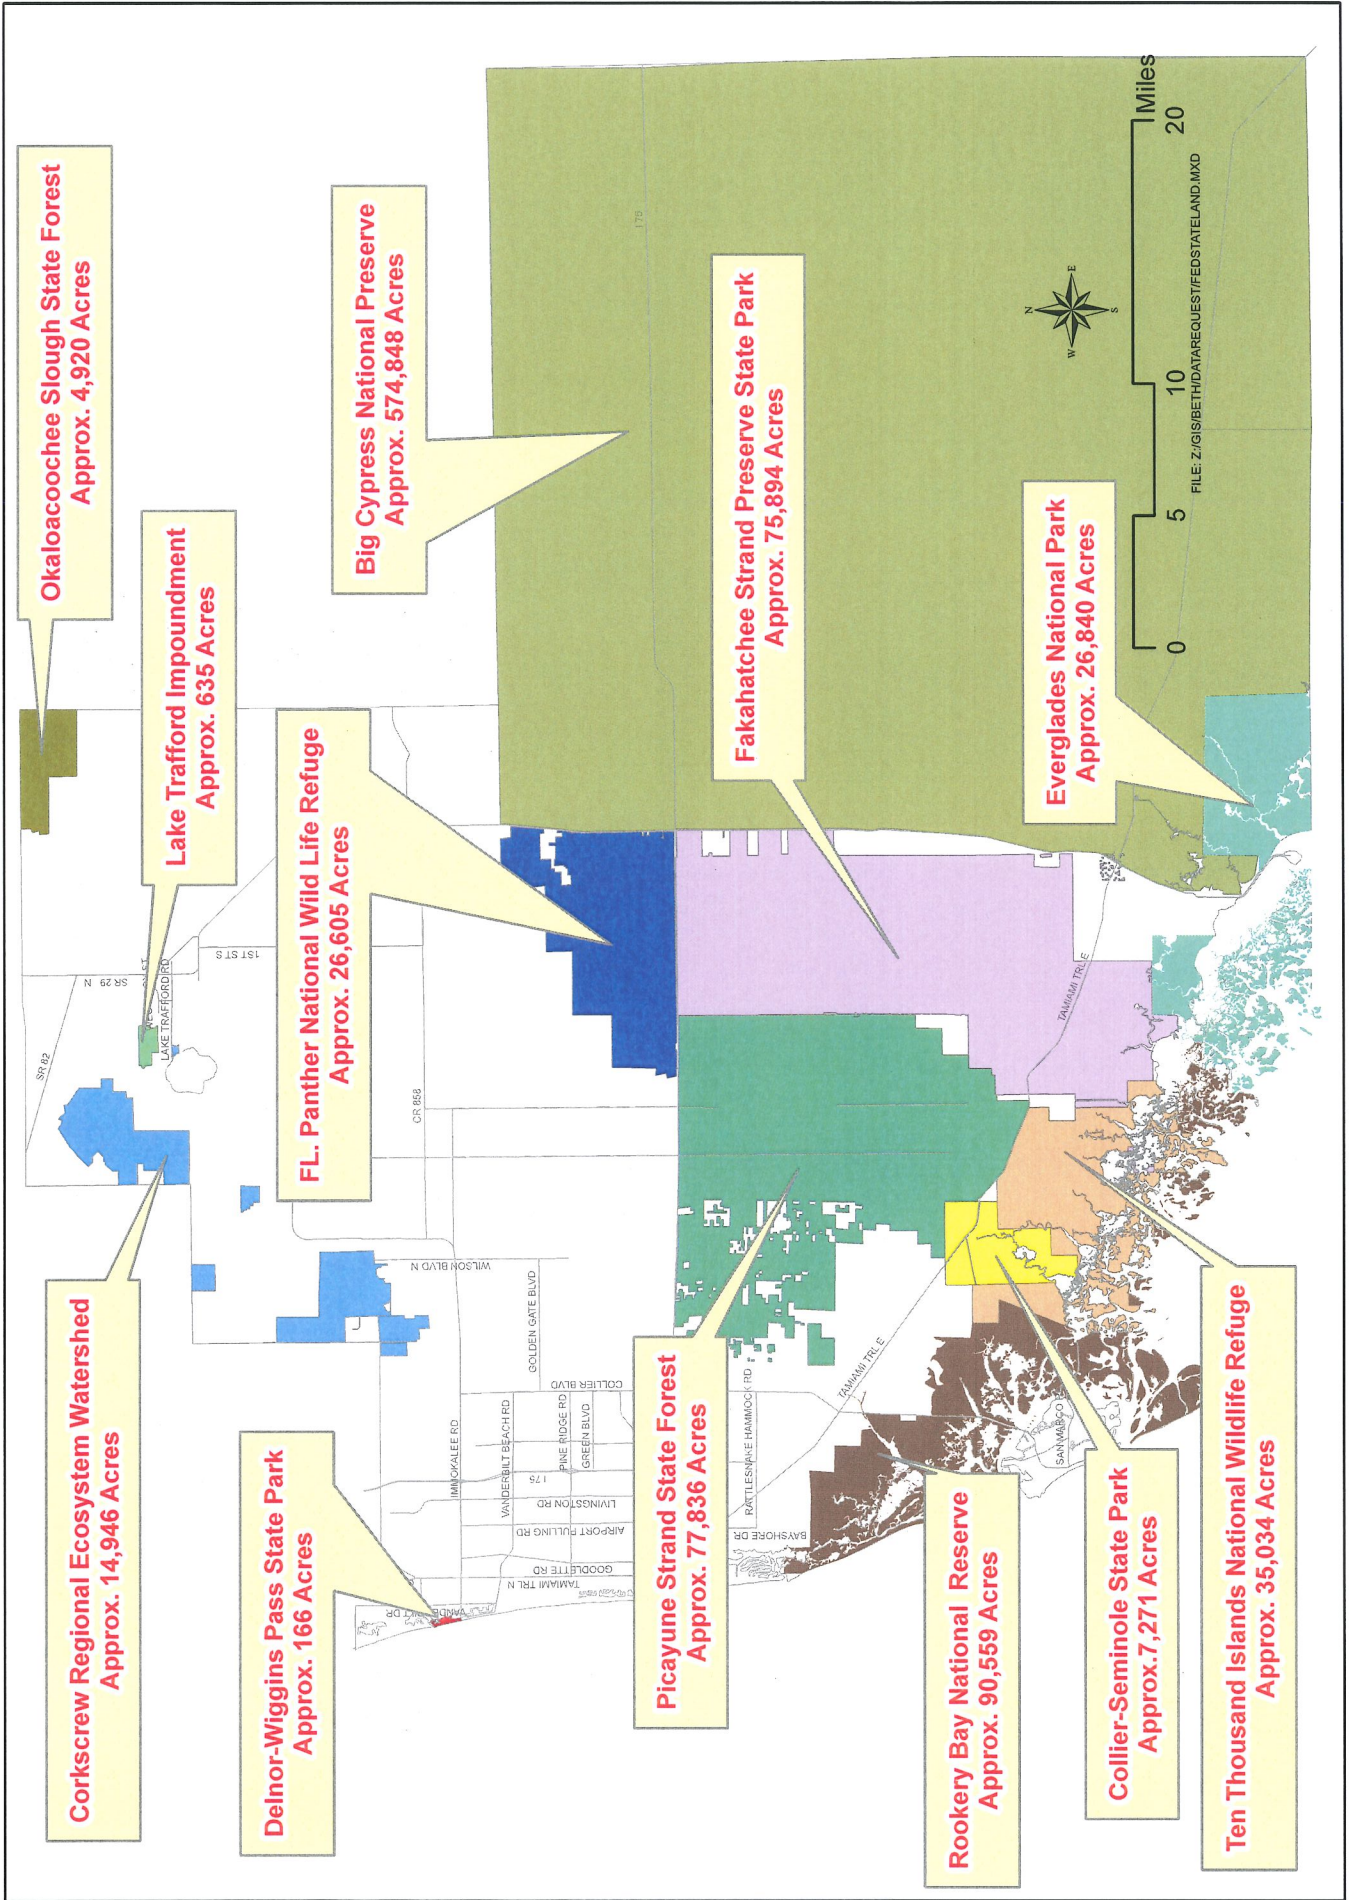 Okaloacoochee Slough State Forest
Approx. 4,920 Acres
Corkscrew Regional Ecosystem Watershed
Approx. 14,946 Acres
Lake Trafford Impoundment
Approx. 635 Acres
Delnor-Wiggins Pass State Park
Approx. 166 Acres
FL. Panther National Wild Life Refuge
Approx. 26,605 Acres
Big Cypress National Preserve
Approx. 574,848 Acres
Picayune Strand State Forest
Approx. 77,836 Acres
Fakahatchee Strand Preserve State Park
Approx. 75,894 Acres
Rookery Bay National Reserve
Approx. 90,559 Acres
Collier-Seminole State Park
Approx.7,271 Acres
Ten Thousand Islands National Wildlife Refuge
Approx. 35,034 Acres
Everglades National Park
Approx. 26,840 Acres
SR 82
SR 29 N
LAKE TRAFFORD RD
1ST ST S
CR 858
WILSON BLVD N
GOLDEN GATE BLVD
COLLIER BLVD
IMMOKALEE RD
VANDERBILT BEACH RD
PINE RIDGE RD
GREEN BLVD
I75
LIVINGSTON RD
AIRPORT PULLING RD
GOODLETTE RD
TAMIAMI TRL N
RATTLESNAKE HAMMOCK RD
BAYSHORE DR
TAMIAMI TRL E
TAMIAMI TRL E
I75
N
E
S
W
0
5
10
20
Miles
FILE: Z:/GIS/BETH/DATAREQUEST/FEDSTATELAND.MXD